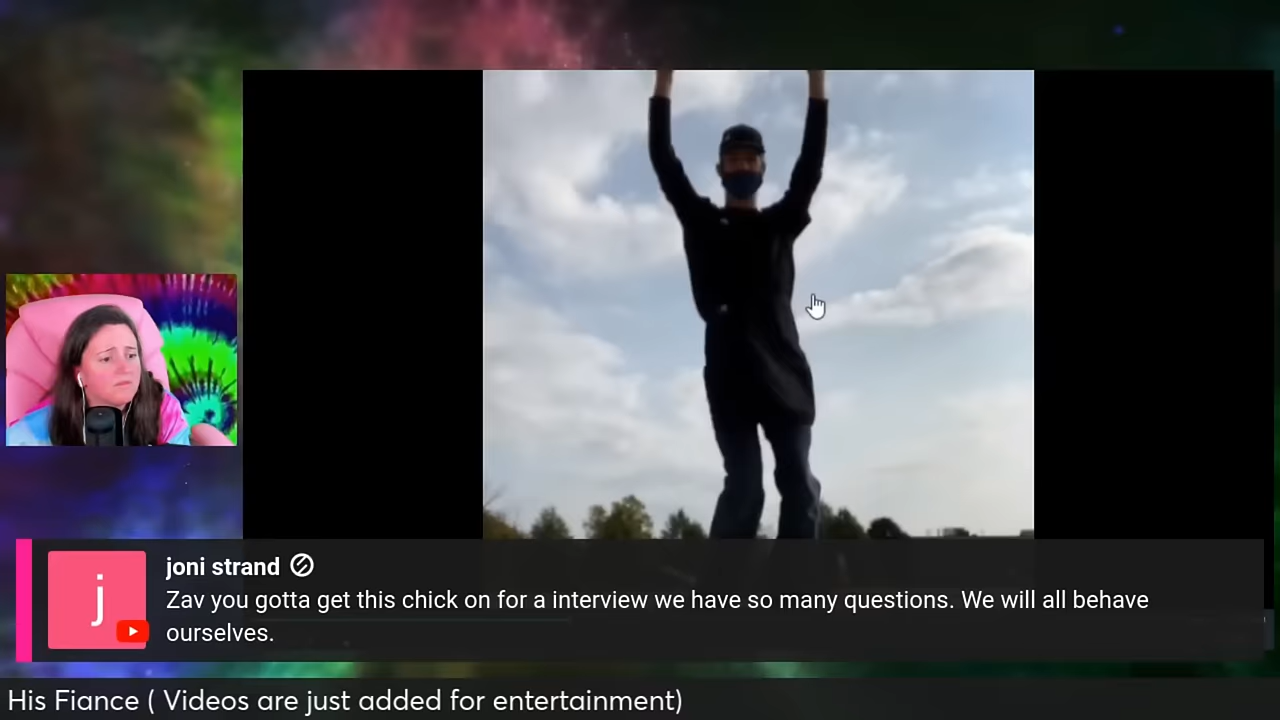 j
joni strand
Zav you gotta get this chick on for a interview we have so many questions. We will all behave
ourselves.
His Fiance ( Videos are just added for entertainment)